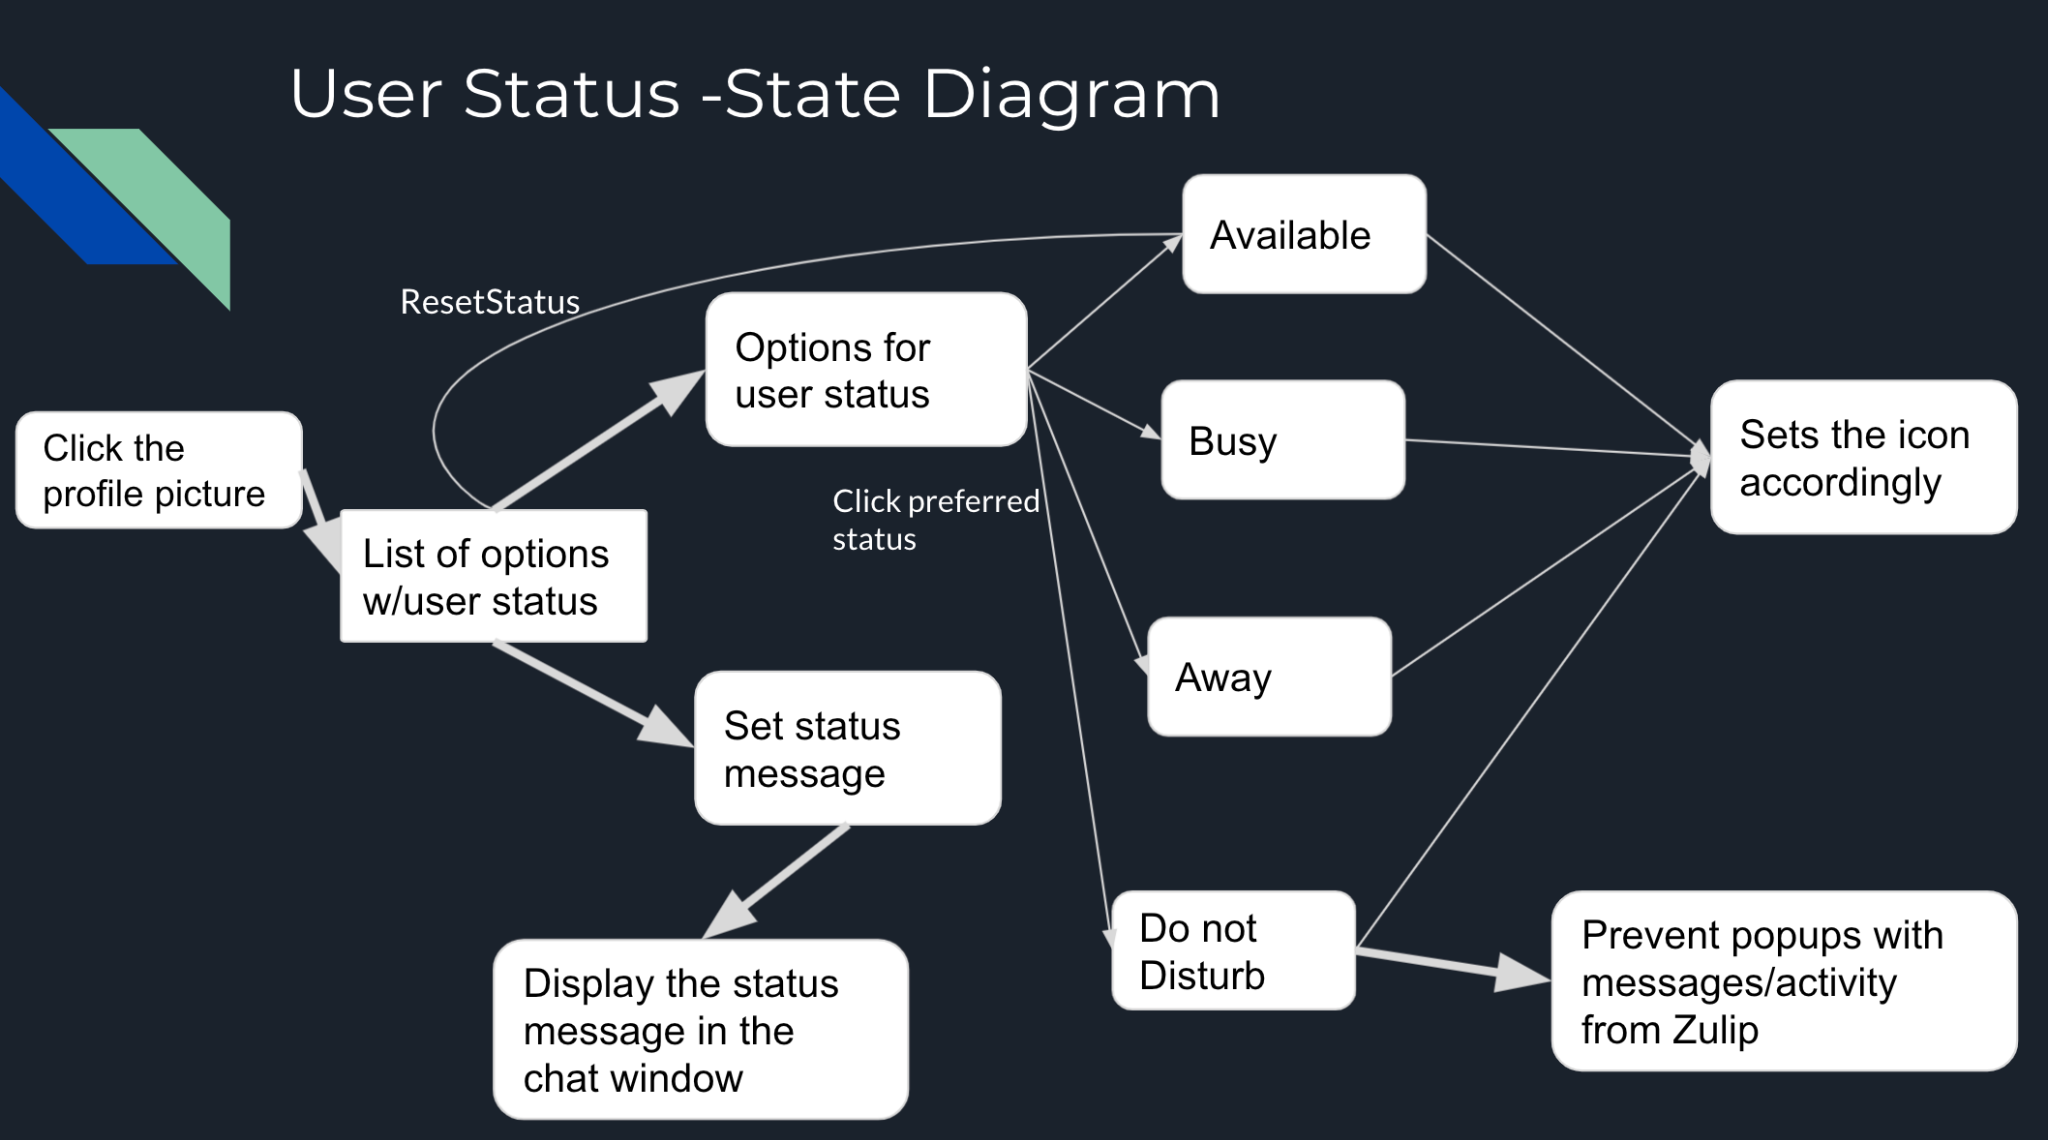 User Status -State Diagram
Available
ResetStatus
Options for
user status
Click the
profile picture
Busy
Sets the icon
accordingly
Click preferred
status
List of options
w/user status
Away
Set status
message
Do not
Disturb
Prevent popups with
messages/activity
from Zulip
Display the status
message in the
chat window